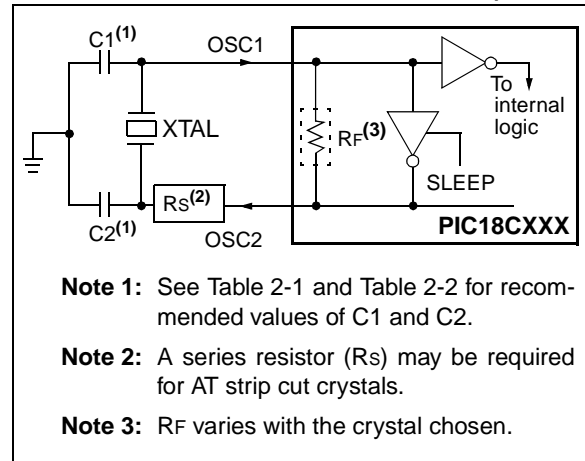 C1(1)
OSC1
To
internal
logic
XTAL
RF(3)
SLEEP
RS(2)
C2(1)
OSC2
PIC18CXXX
Note 1: See Table 2-1 and Table 2-2 for recom-
mended values of C1 and C2.
Note 2: A series resistor (RS) may be required
for AT strip cut crystals.
Note 3: RF varies with the crystal chosen.